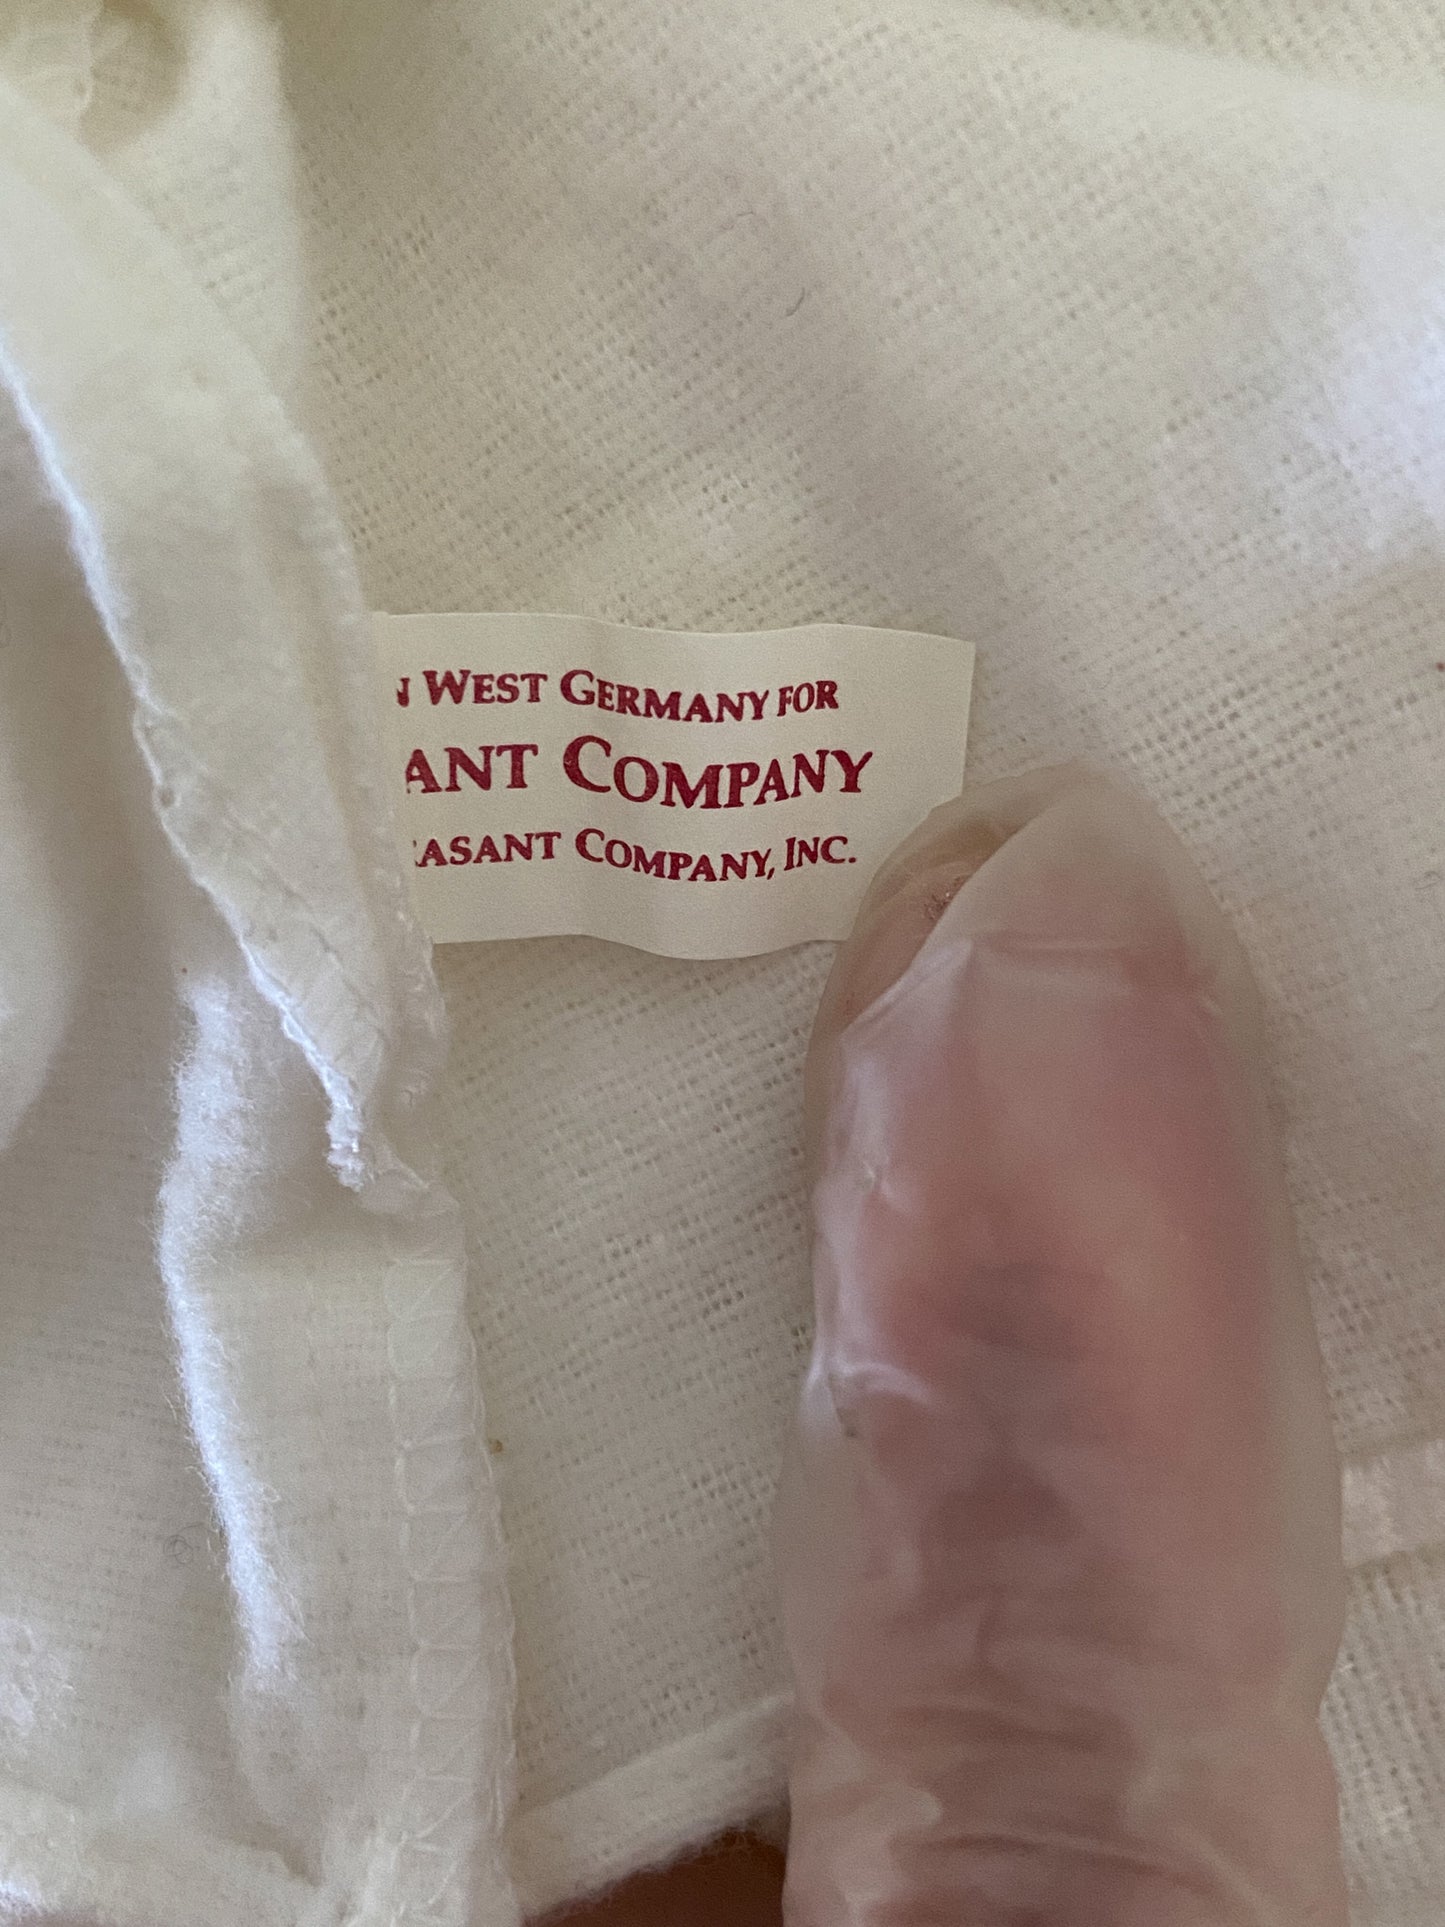 N WEST GERMANY FOR
ANT COMPANY
EASANT COMPANY, INC.